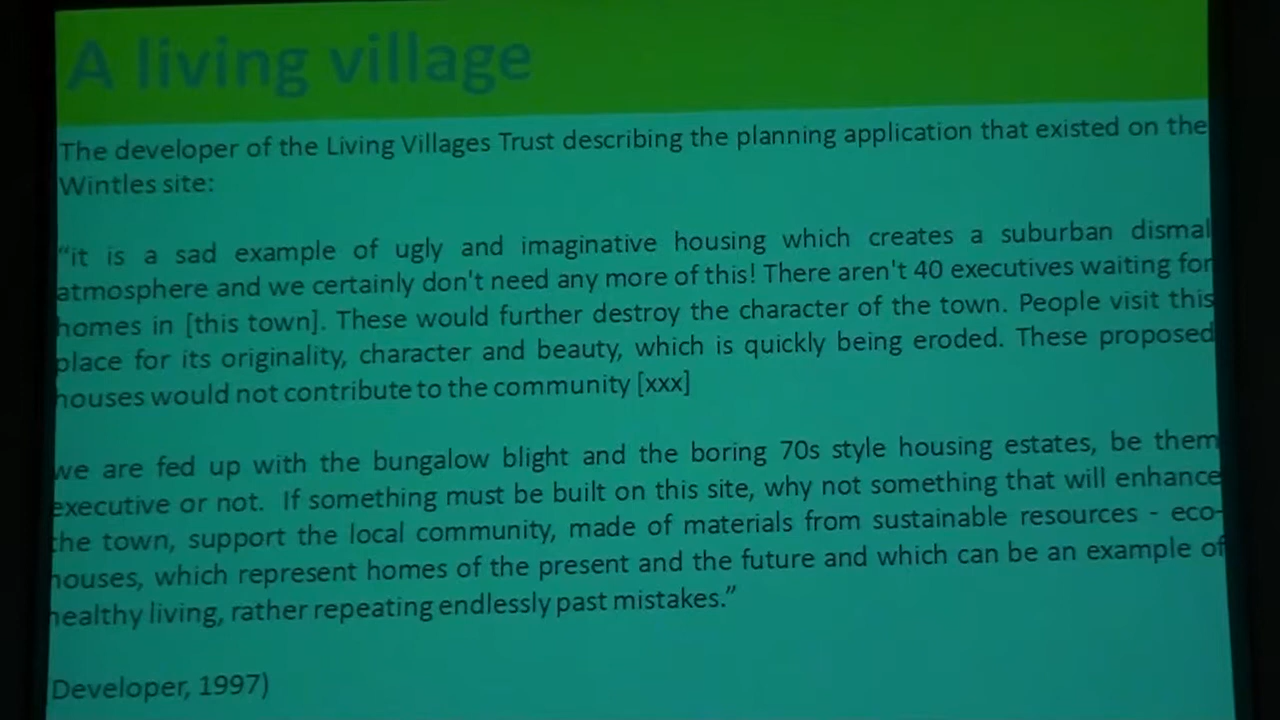 A living village
The developer of the Living Villages Trust describing the planning application that existed on the
Wintles site:
“it is a sad example of ugly and imaginative housing which creates a suburban dismal
atmosphere and we certainly don't need any more of this! There aren't 40 executives waiting for
homes in [this town]. These would further destroy the character of the town. People visit this
place for its originality, character and beauty, which is quickly being eroded. These proposed
houses would not contribute to the community [xxx]
we are fed up with the bungalow blight and the boring 70s style housing estates, be them
executive or not. If something must be built on this site, why not something that will enhance
the town, support the local community, made of materials from sustainable resources - eco-
houses, which represent homes of the present and the future and which can be an example of
healthy living, rather repeating endlessly past mistakes.”
Developer, 1997)